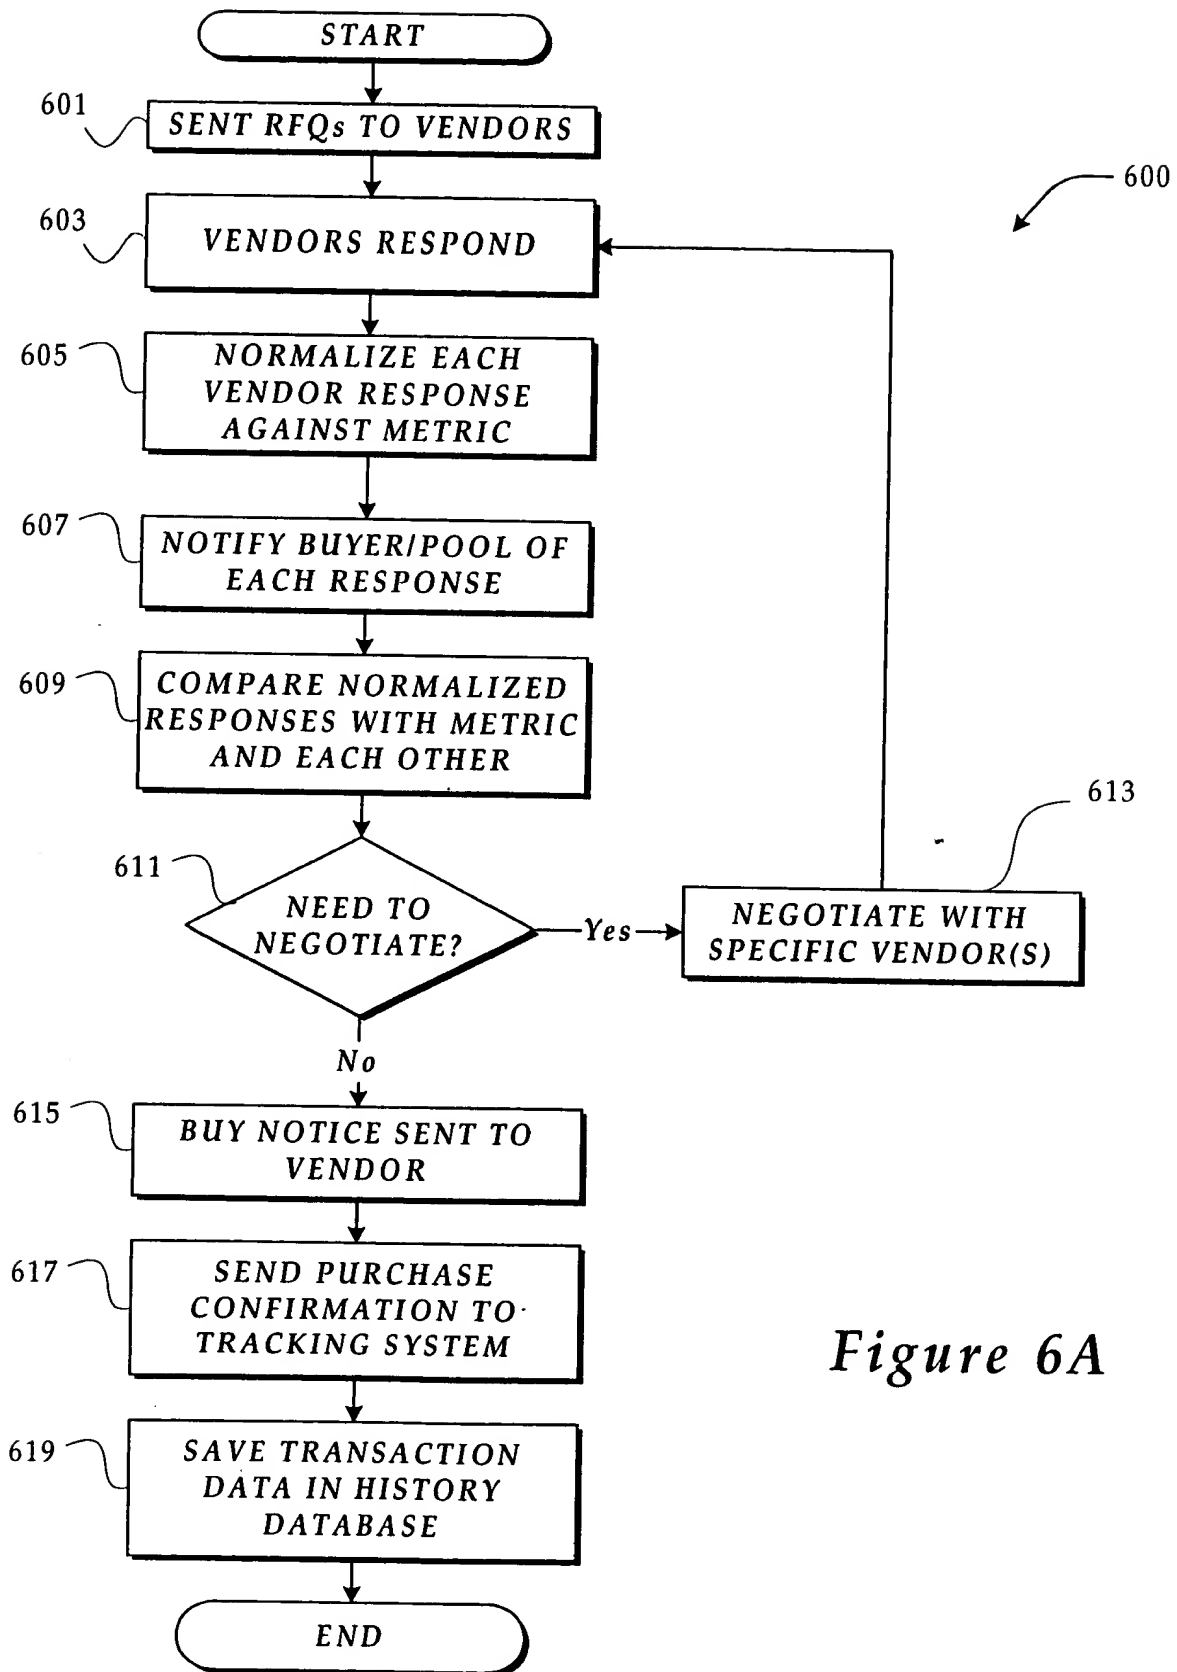 START
601
SENT RFQs TO VENDORS
600
603
VENDORS RESPOND
605
NORMALIZE EACH
VENDOR RESPONSE
AGAINST METRIC
607
NOTIFY BUYER/POOL OF
EACH RESPONSE
609
COMPARE NORMALIZED
RESPONSES WITH METRIC
AND EACH OTHER
613
611
NEED TO
NEGOTIATE?
Yes
NEGOTIATE WITH
SPECIFIC VENDOR(S)
No
615
BUY NOTICE SENT TO
VENDOR
617
SEND PURCHASE
CONFIRMATION TO
TRACKING SYSTEM
Figure 6A
619
SAVE TRANSACTION
DATA IN HISTORY
DATABASE
END